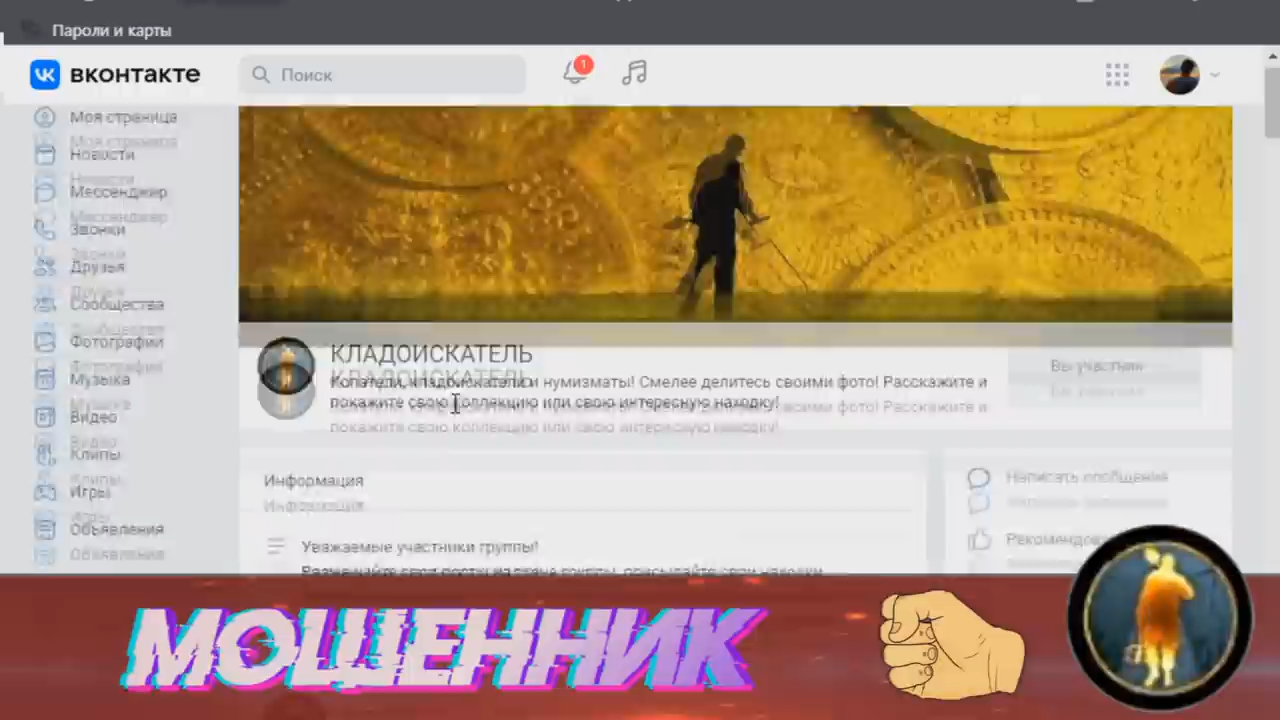 Пароли и карты
вконтакте
Поиск
1
Моя страница
Новости
Мессенджер
Звонки
Друзья
Сообщества
Фотографии
Музыка
Видео
Клипы
Игры
Объявления
КЛАДОИСКАТЕЛЬ
Копатели, кладоискатели и нумизматы! Смелее делитесь своими фото! Расскажите и
покажите свою коллекцию или свою интересную находку!
Вы участник
Информация
Уважаемые участники группы!
Написать сообщение
МОШЕННИК